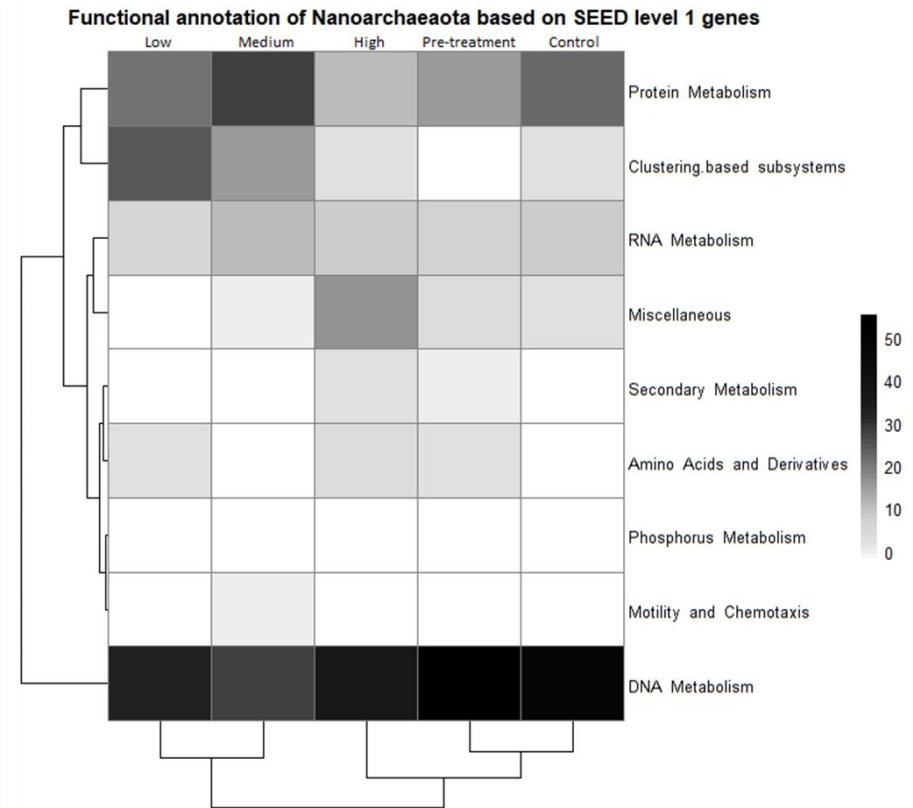 Functional annotation of Nanoarchaeaota based on SEED level 1 genes
Low Medium High Pre-treatment Control
Protein Metabolism
Clustering.based subsystems
RNA Metabolism
Miscellaneous
Secondary Metabolism
Amino Acids and Derivatives
Phosphorus Metabolism
Motility and Chemotaxis
DNA Metabolism
50
40
30
20
10
0